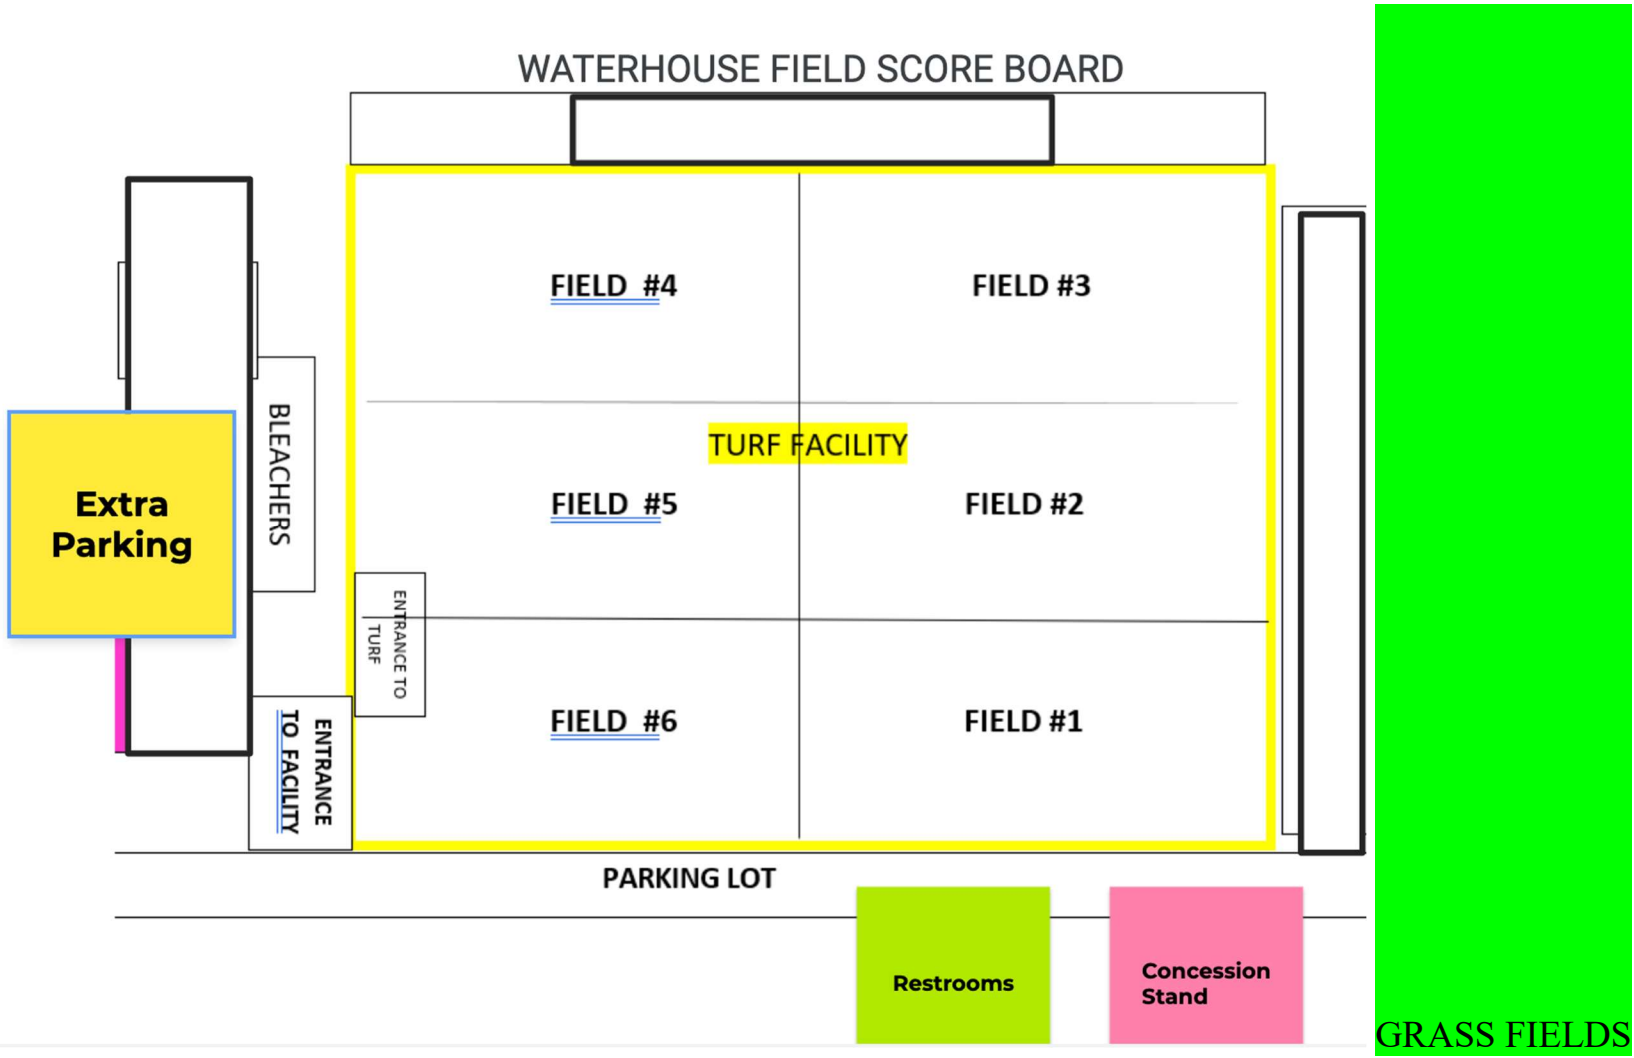 WATERHOUSE FIELD SCORE BOARD
FIELD #4
FIELD #3
TURF FACILITY
FIELD #5
FIELD #2
BLEACHERS
Extra
Parking
ENTRANCE TO
TURF
FIELD #6
FIELD #1
ENTRANCE
TO FACILITY
PARKING LOT
Restrooms
Concession
Stand
GRASS FIELDS